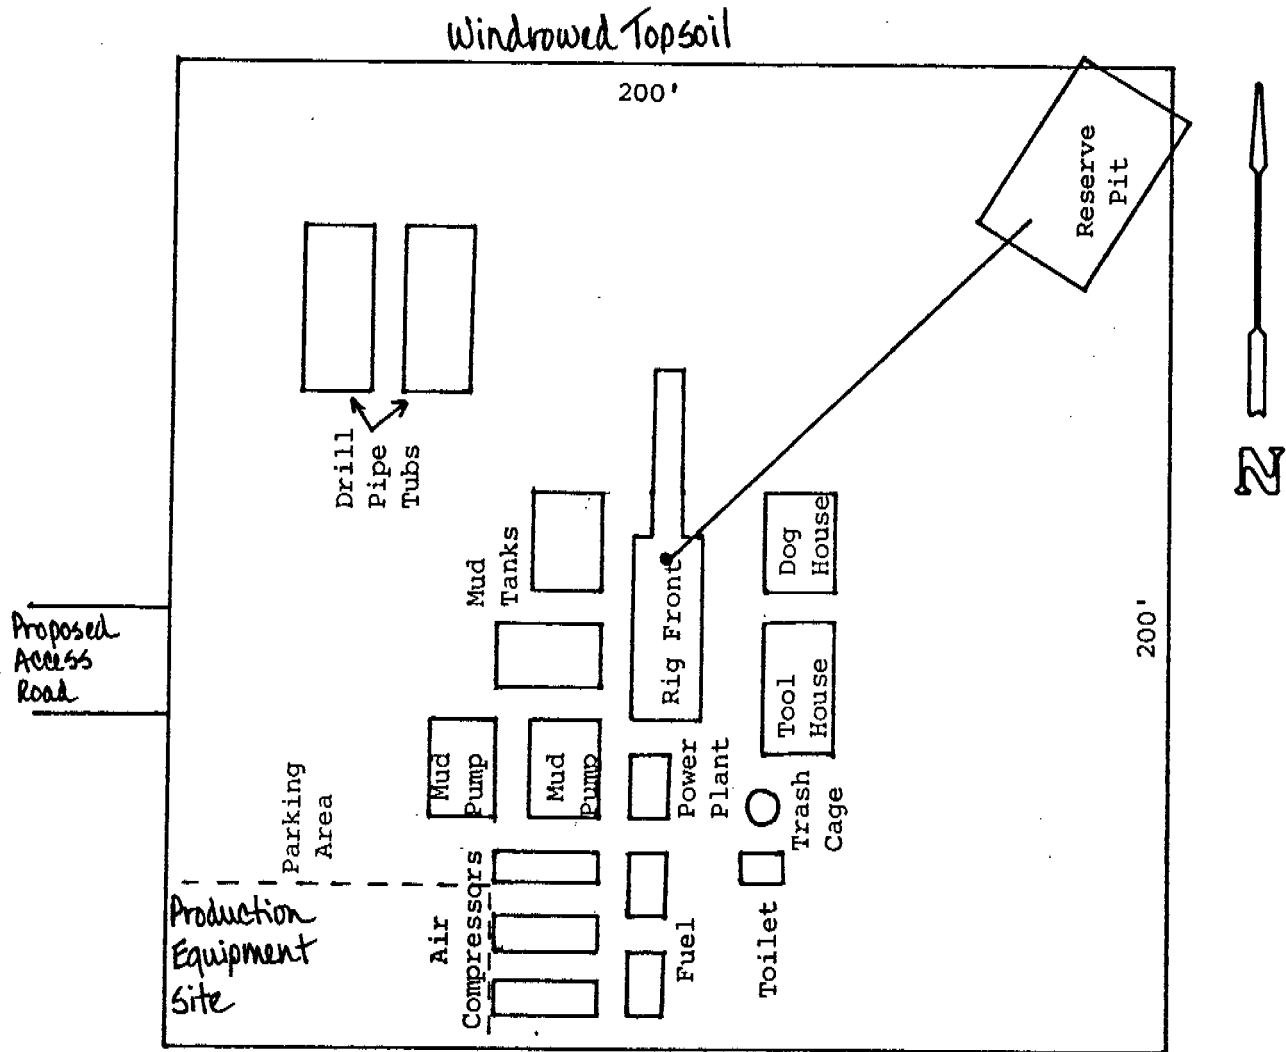 Windrowed Topsoil
200'
Reserve
Pit
N
Drill
Pipe
Tubs
Mud
Tanks
Rig Front
Dog
House
Tool
House
200'
Proposed
Access
Road
Mud
Pump
Mud
Pump
Power
Plant
Trash
Cage
Parking
Area
Production
Equipment
Site
Air
Compressors
Fuel
Toilet